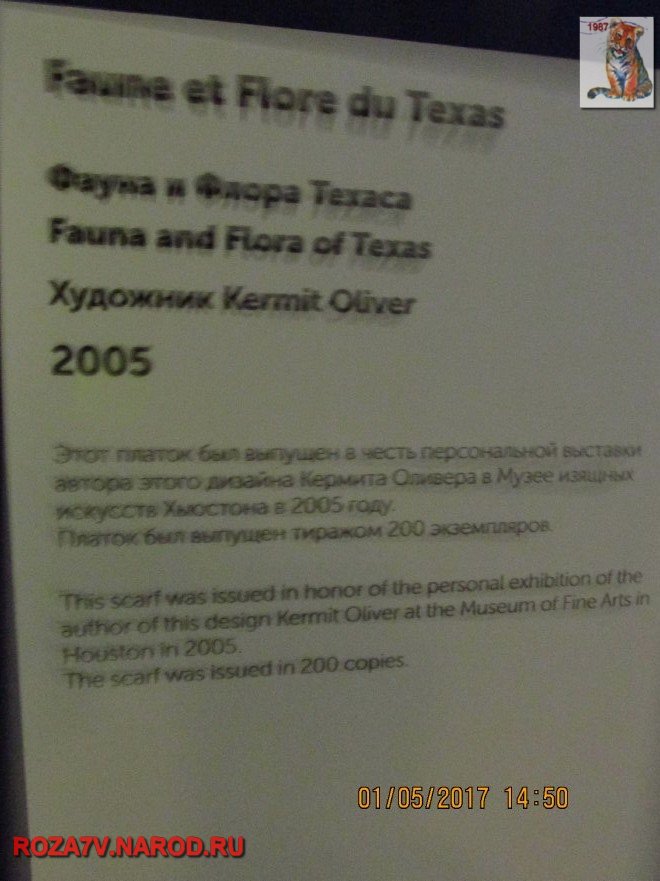 1987
Faune et Flore du Texas
Фауна и Флора Техаса
Fauna and Flora of Texas
Художник Kermit Oliver
2005
Этот платок был выпущен в честь персональной выставки
автора этого дизайна Кермита Оливера в Музее изящных
искусств Хьюстона в 2005 году.
Платок был выпущен тиражом 200 экземпляров.
This scarf was issued in honor of the personal exhibition of the
author of this design Kermit Oliver at the Museum of Fine Arts in
Houston in 2005.
The scarf was issued in 200 copies.
01/05/2017 14:50
ROZA7V.NAROD.RU